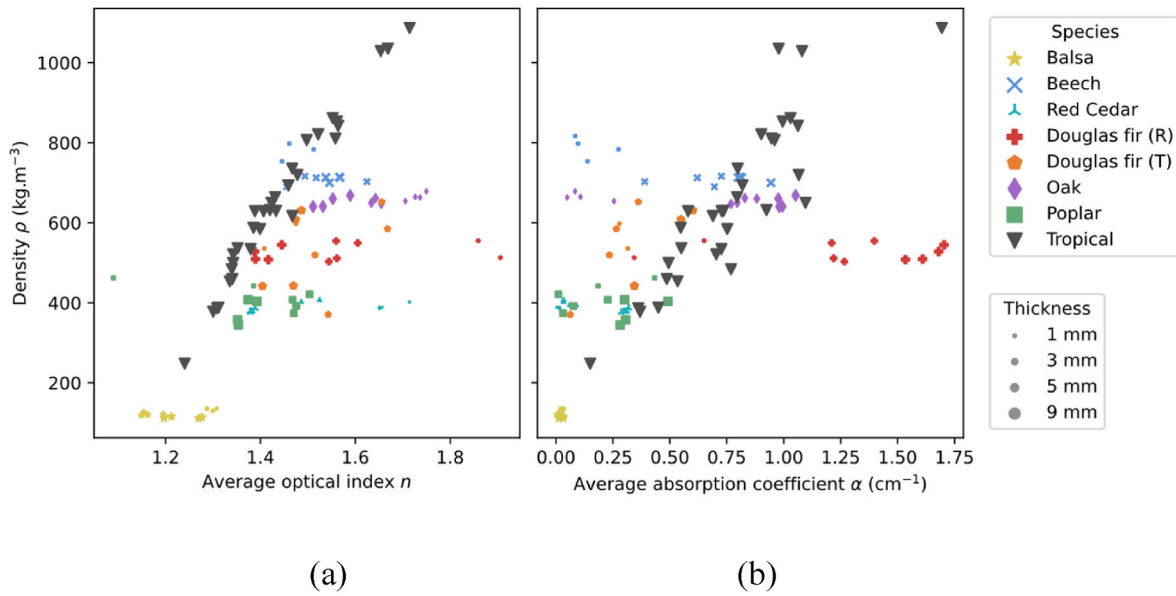 1000
800
600
400
200
Density ρ (kg.m−3)
1.2 1.4 1.6 1.8
Average optical index n
0.00 0.25 0.50 0.75 1.00 1.25 1.50 1.75
Average absorption coefficient α (cm−1)
Species
Balsa
Beech
Red Cedar
Douglas fir (R)
Douglas fir (T)
Oak
Poplar
Tropical
Thickness
1 mm
3 mm
5 mm
9 mm
(a)
(b)